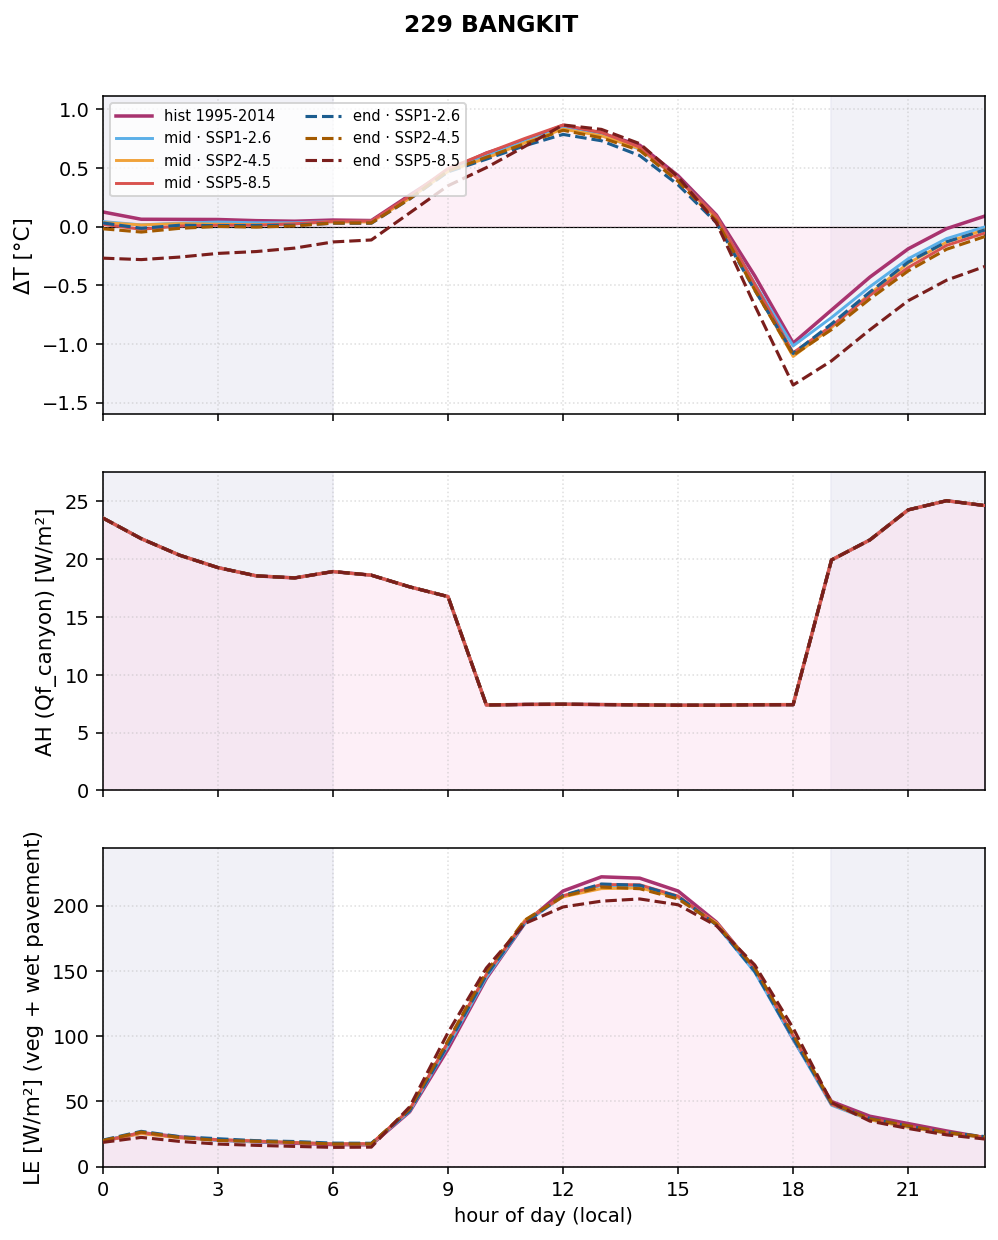 229 BANGKIT
hist 1995-2014
mid · SSP1-2.6
mid · SSP2-4.5
mid · SSP5-8.5
end · SSP1-2.6
end · SSP2-4.5
end · SSP5-8.5
ΔT [°C]
1.0
0.5
0.0
−0.5
−1.0
−1.5
AH (Qf_canyon) [W/m²]
25
20
15
10
5
0
LE [W/m²] (veg + wet pavement)
200
150
100
50
0
0 3 6 9 12 15 18 21
hour of day (local)